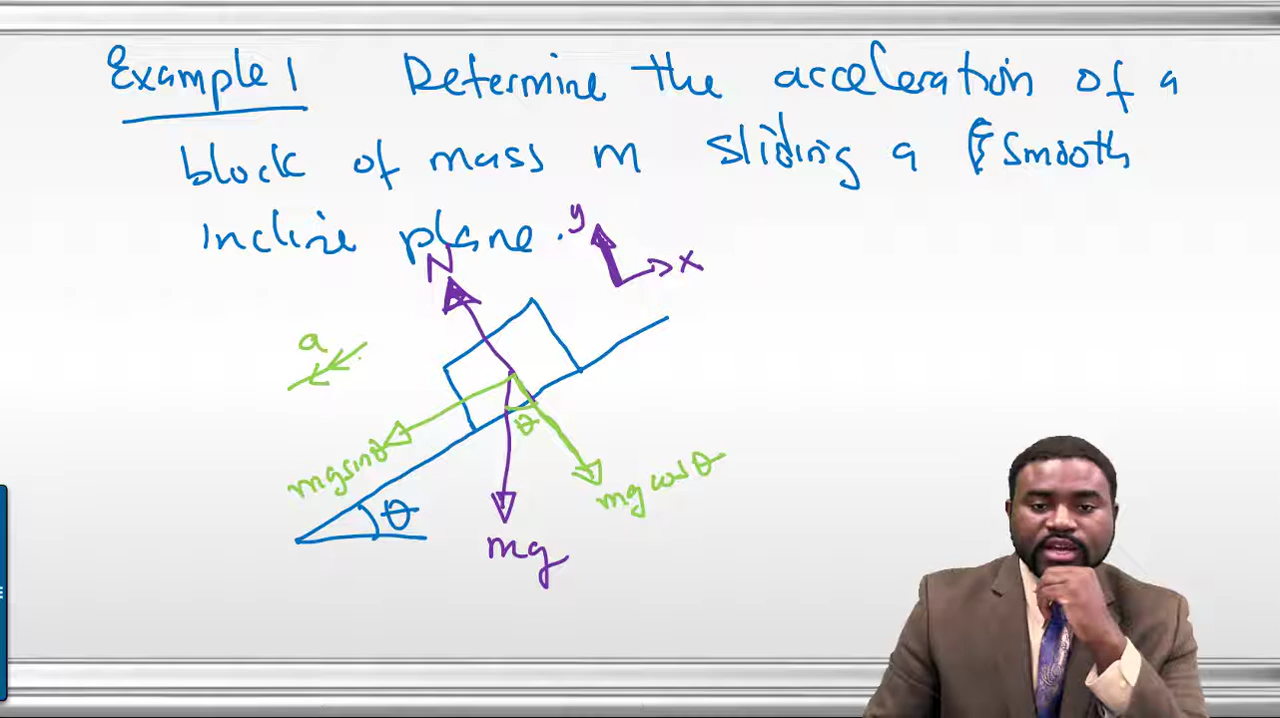 Example 1 Determine the acceleration of a
block of mass m sliding a smooth
incline plane.
y
x
N
a
θ
mg sinθ
mg cosθ
θ
mg